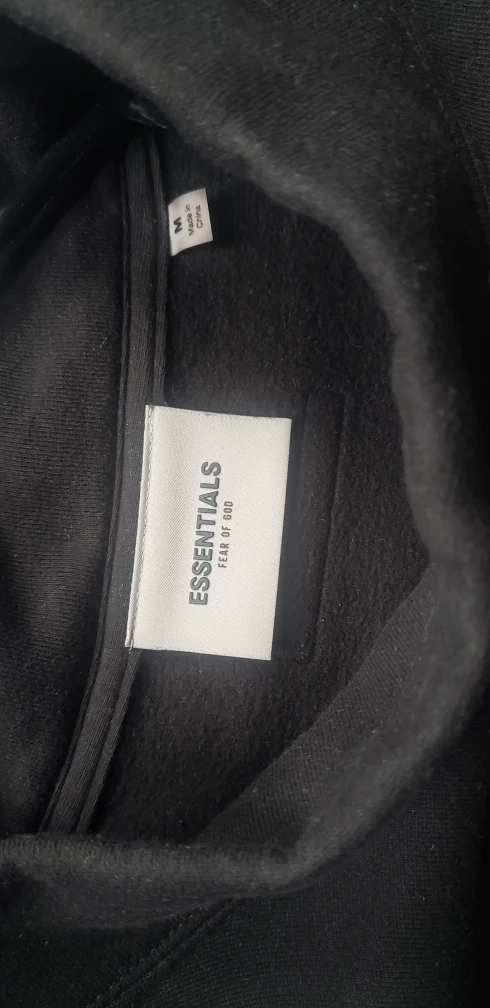 M
Made in
China
ESSENTIALS
FEAR OF GOD